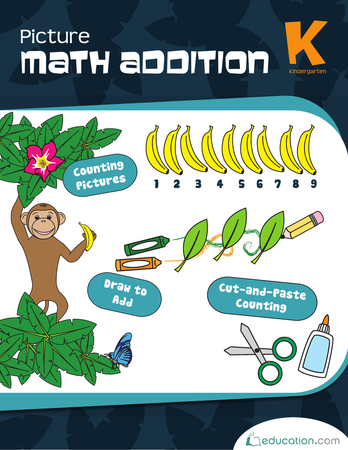 Picture
MATH ADDITION
K
Kindergarten
Counting
Pictures
1 2 3 4 5 6 7 8 9
Draw to
Add
Cut-and-Paste
Counting
education.com